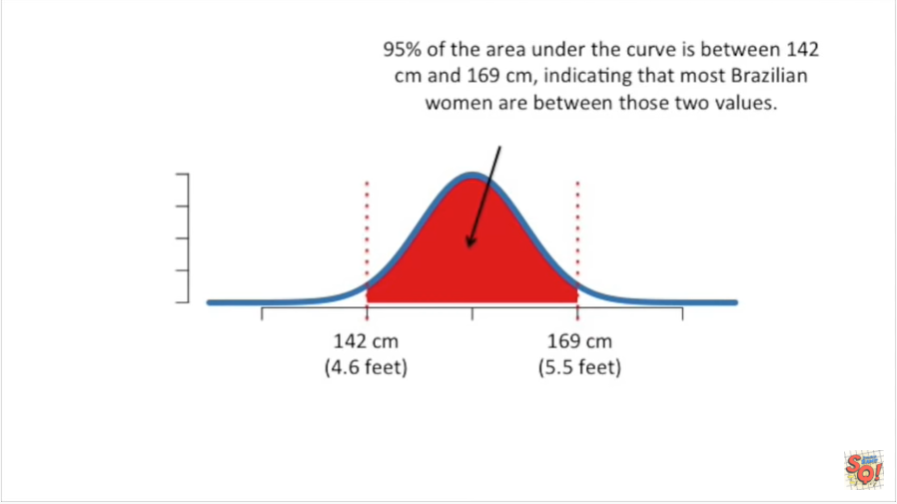 95% of the area under the curve is between 142
cm and 169 cm, indicating that most Brazilian
women are between those two values.
142 cm
(4.6 feet)
169 cm
(5.5 feet)
SQ!